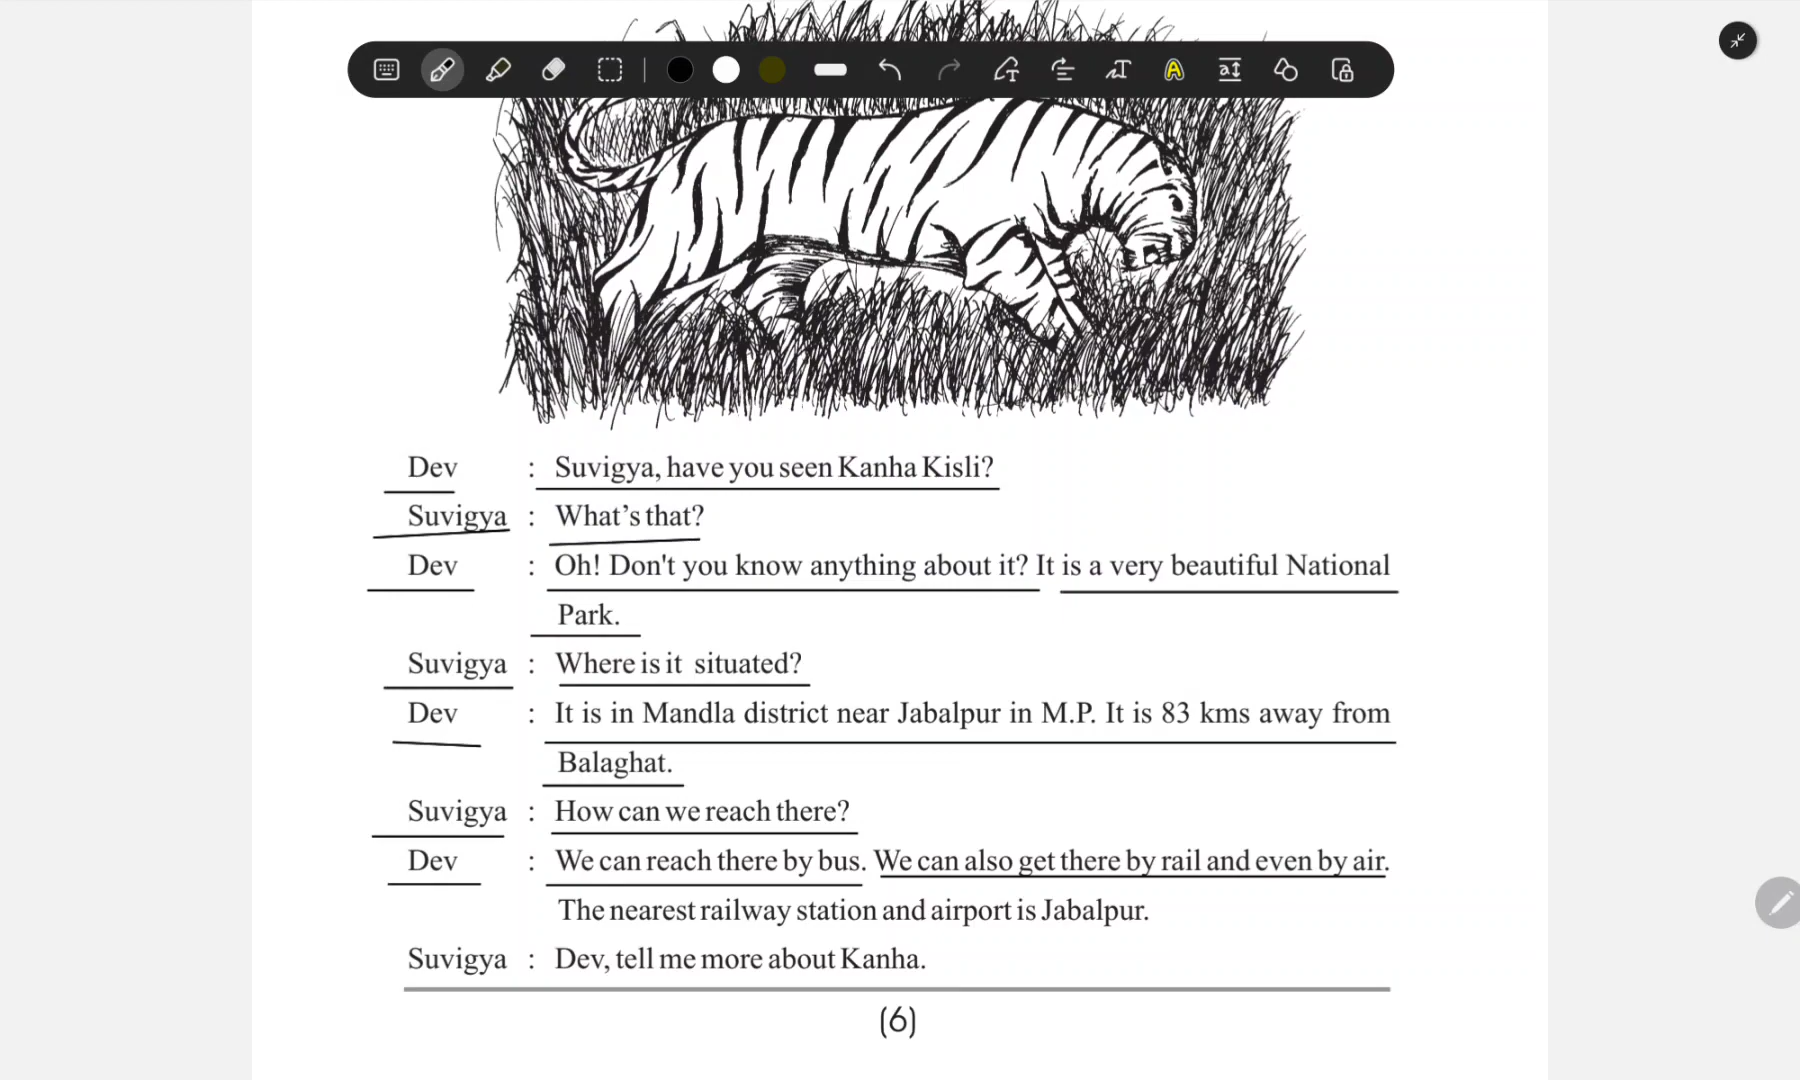 Dev : Suvigya, have you seen Kanha Kisli?
Suvigya : What's that?
Dev : Oh! Don't you know anything about it? It is a very beautiful National
Park.
Suvigya : Where is it situated?
Dev : It is in Mandla district near Jabalpur in M.P. It is 83 kms away from
Balaghat.
Suvigya : How can we reach there?
Dev : We can reach there by bus. We can also get there by rail and even by air.
The nearest railway station and airport is Jabalpur.
Suvigya : Dev, tell me more about Kanha.
(6)